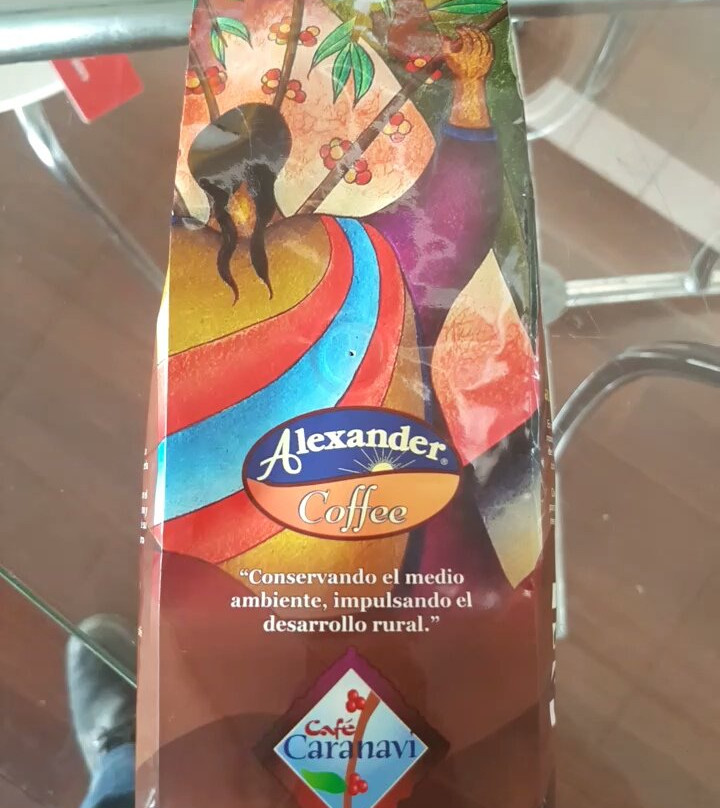 Alexander
Coffee
“Conservando el medio
ambiente, impulsando el
desarrollo rural.”
Café
Caranavi